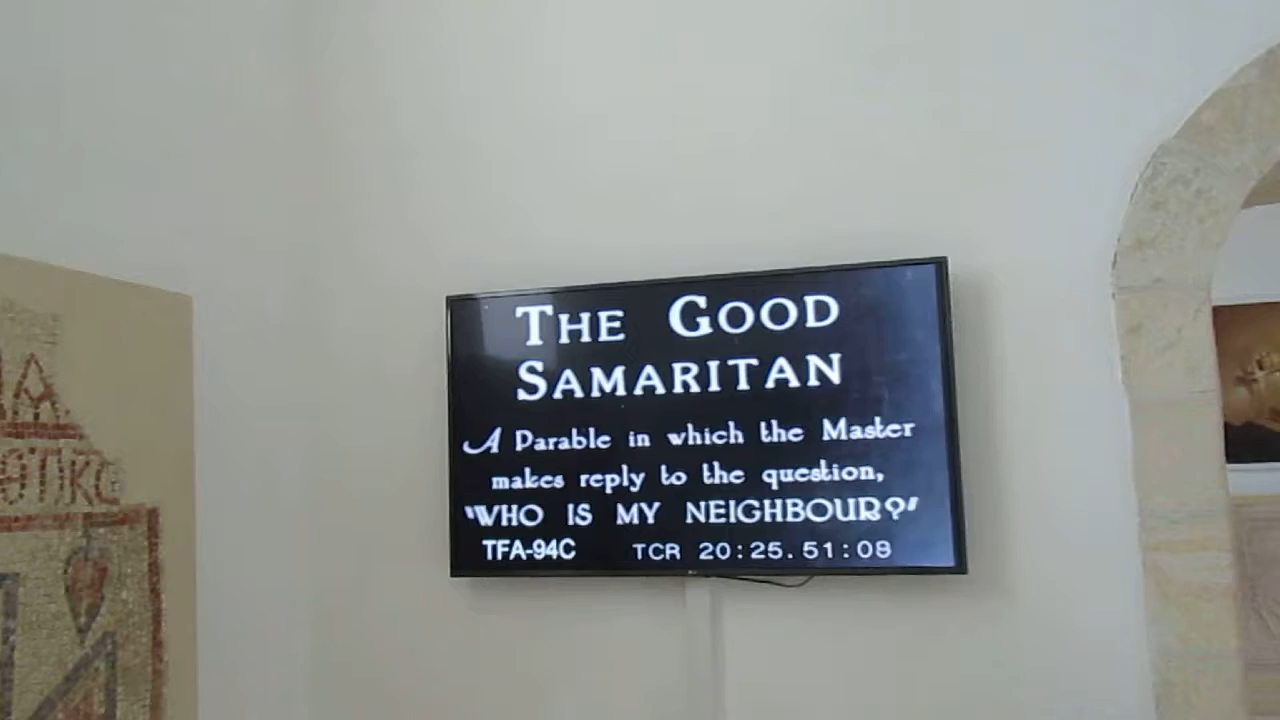 THE GOOD
SAMARITAN
A Parable in which the Master
makes reply to the question,
"WHO IS MY NEIGHBOUR?"
TFA-94C TCR 20:25.51:08